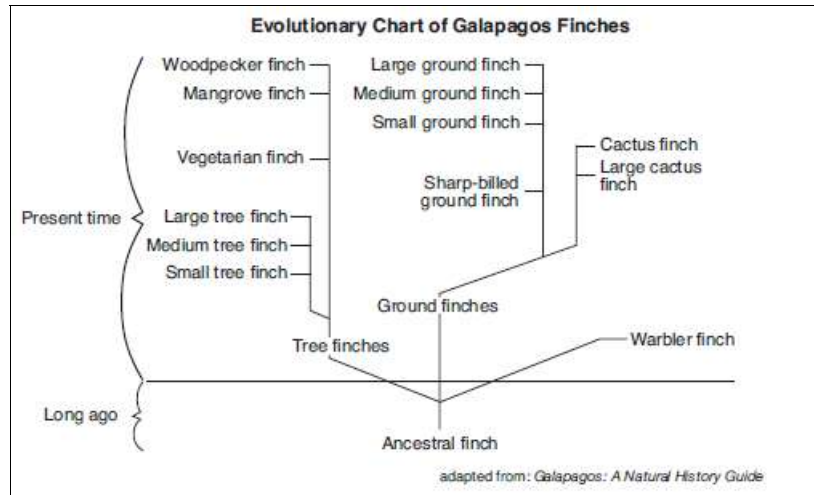 Evolutionary Chart of Galapagos Finches
Woodpecker finch
Mangrove finch
Vegetarian finch
Large tree finch
Medium tree finch
Small tree finch
Tree finches
Large ground finch
Medium ground finch
Small ground finch
Sharp-billed
ground finch
Cactus finch
Large cactus
finch
Ground finches
Warbler finch
Present time
Long ago
Ancestral finch
adapted from: Galapagos: A Natural History Guide